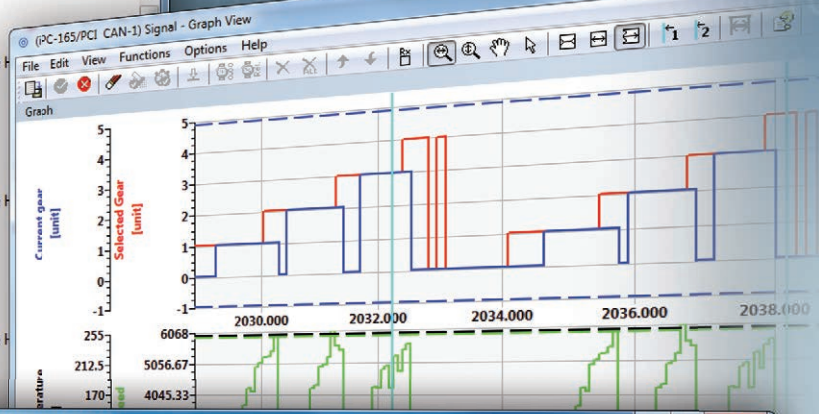 (iPC-165/PCI CAN-1) Signal - Graph View
File Edit View Functions Options Help
Graph
5 5
4 4
3 3
2 2
1 1
0 0
-1 -1
Current gear
[unit]
Selected Gear
[unit]
2030.000 2032.000 2034.000 2036.000 2038.000
255 6068
212.5 5056.67
170 4045.33
erature
eed